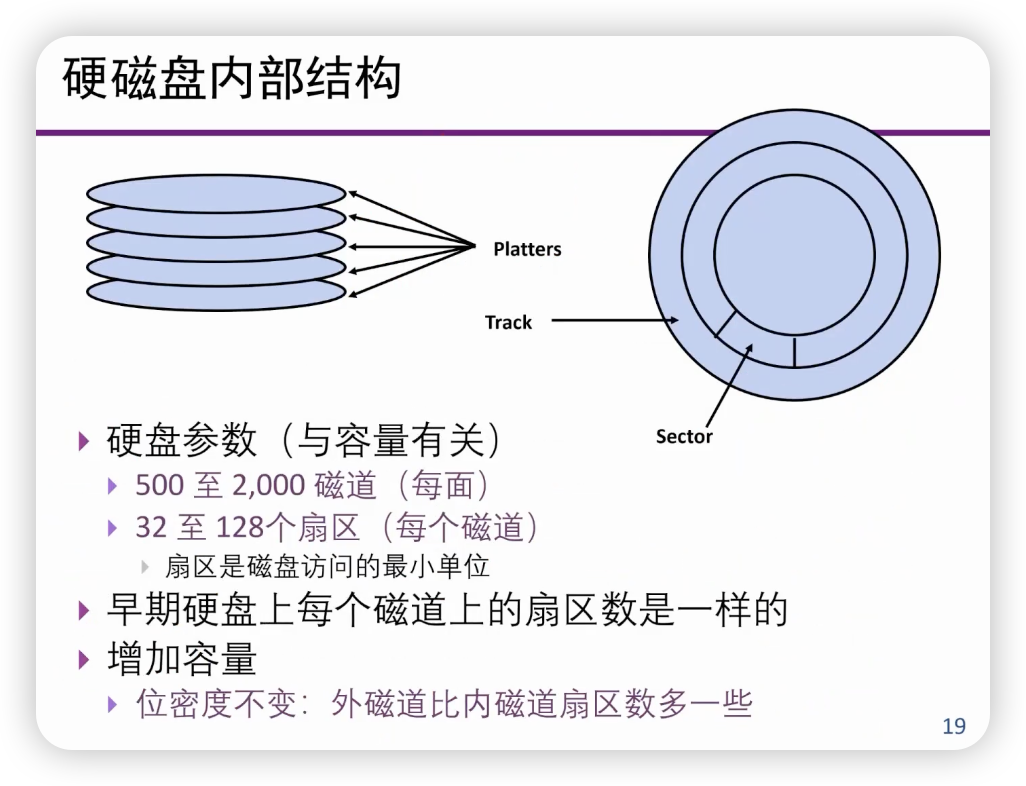 硬磁盘内部结构
Platters
Track
Sector
硬盘参数（与容量有关）
500 至 2,000 磁道（每面）
32 至 128个扇区（每个磁道）
扇区是磁盘访问的最小单位
早期硬盘上每个磁道上的扇区数是一样的
增加容量
位密度不变：外磁道比内磁道扇区数多一些
19